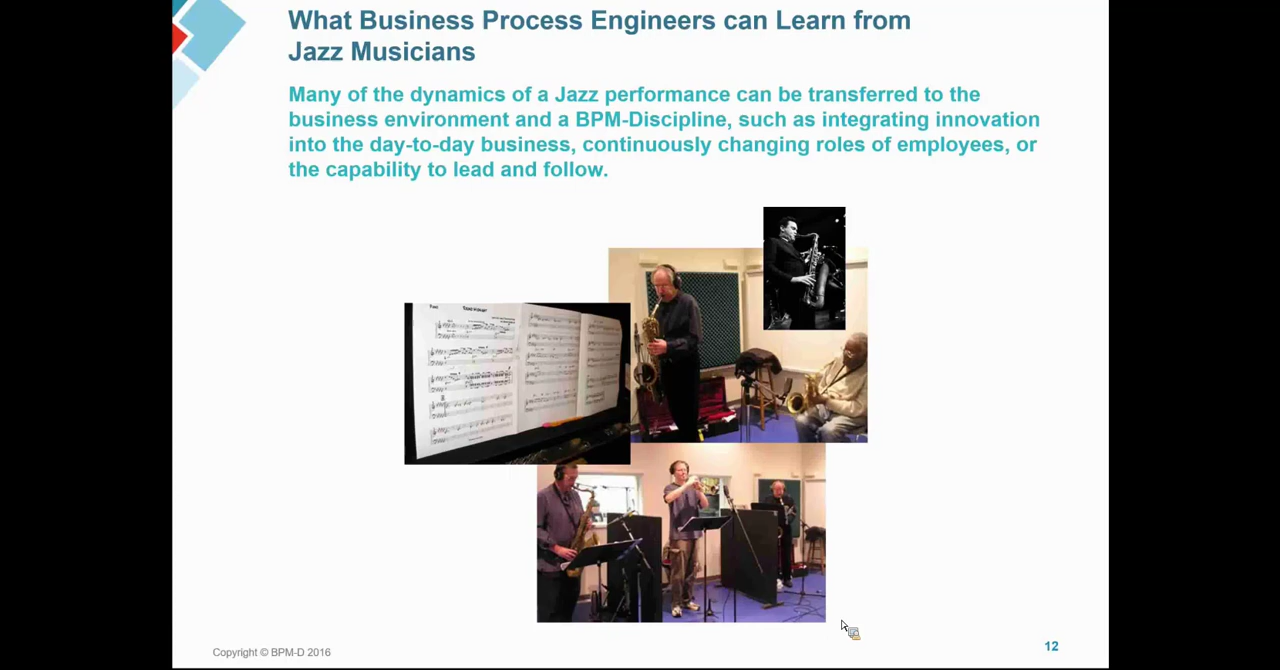 What Business Process Engineers can Learn from
Jazz Musicians
Many of the dynamics of a Jazz performance can be transferred to the
business environment and a BPM-Discipline, such as integrating innovation
into the day-to-day business, continuously changing roles of employees, or
the capability to lead and follow.
Copyright © BPM-D 2016
12